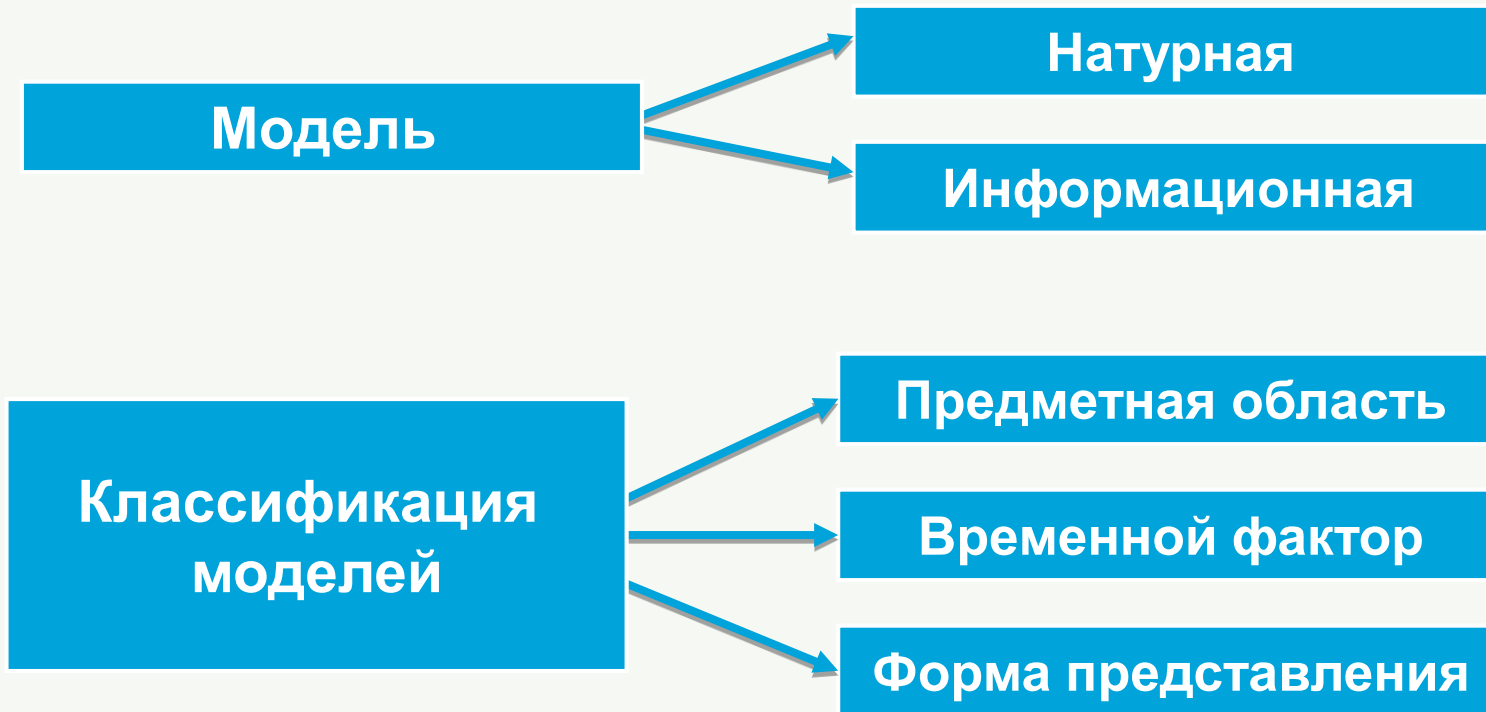 Модель
Натурная
Информационная
Классификация
моделей
Предметная область
Временной фактор
Форма представления